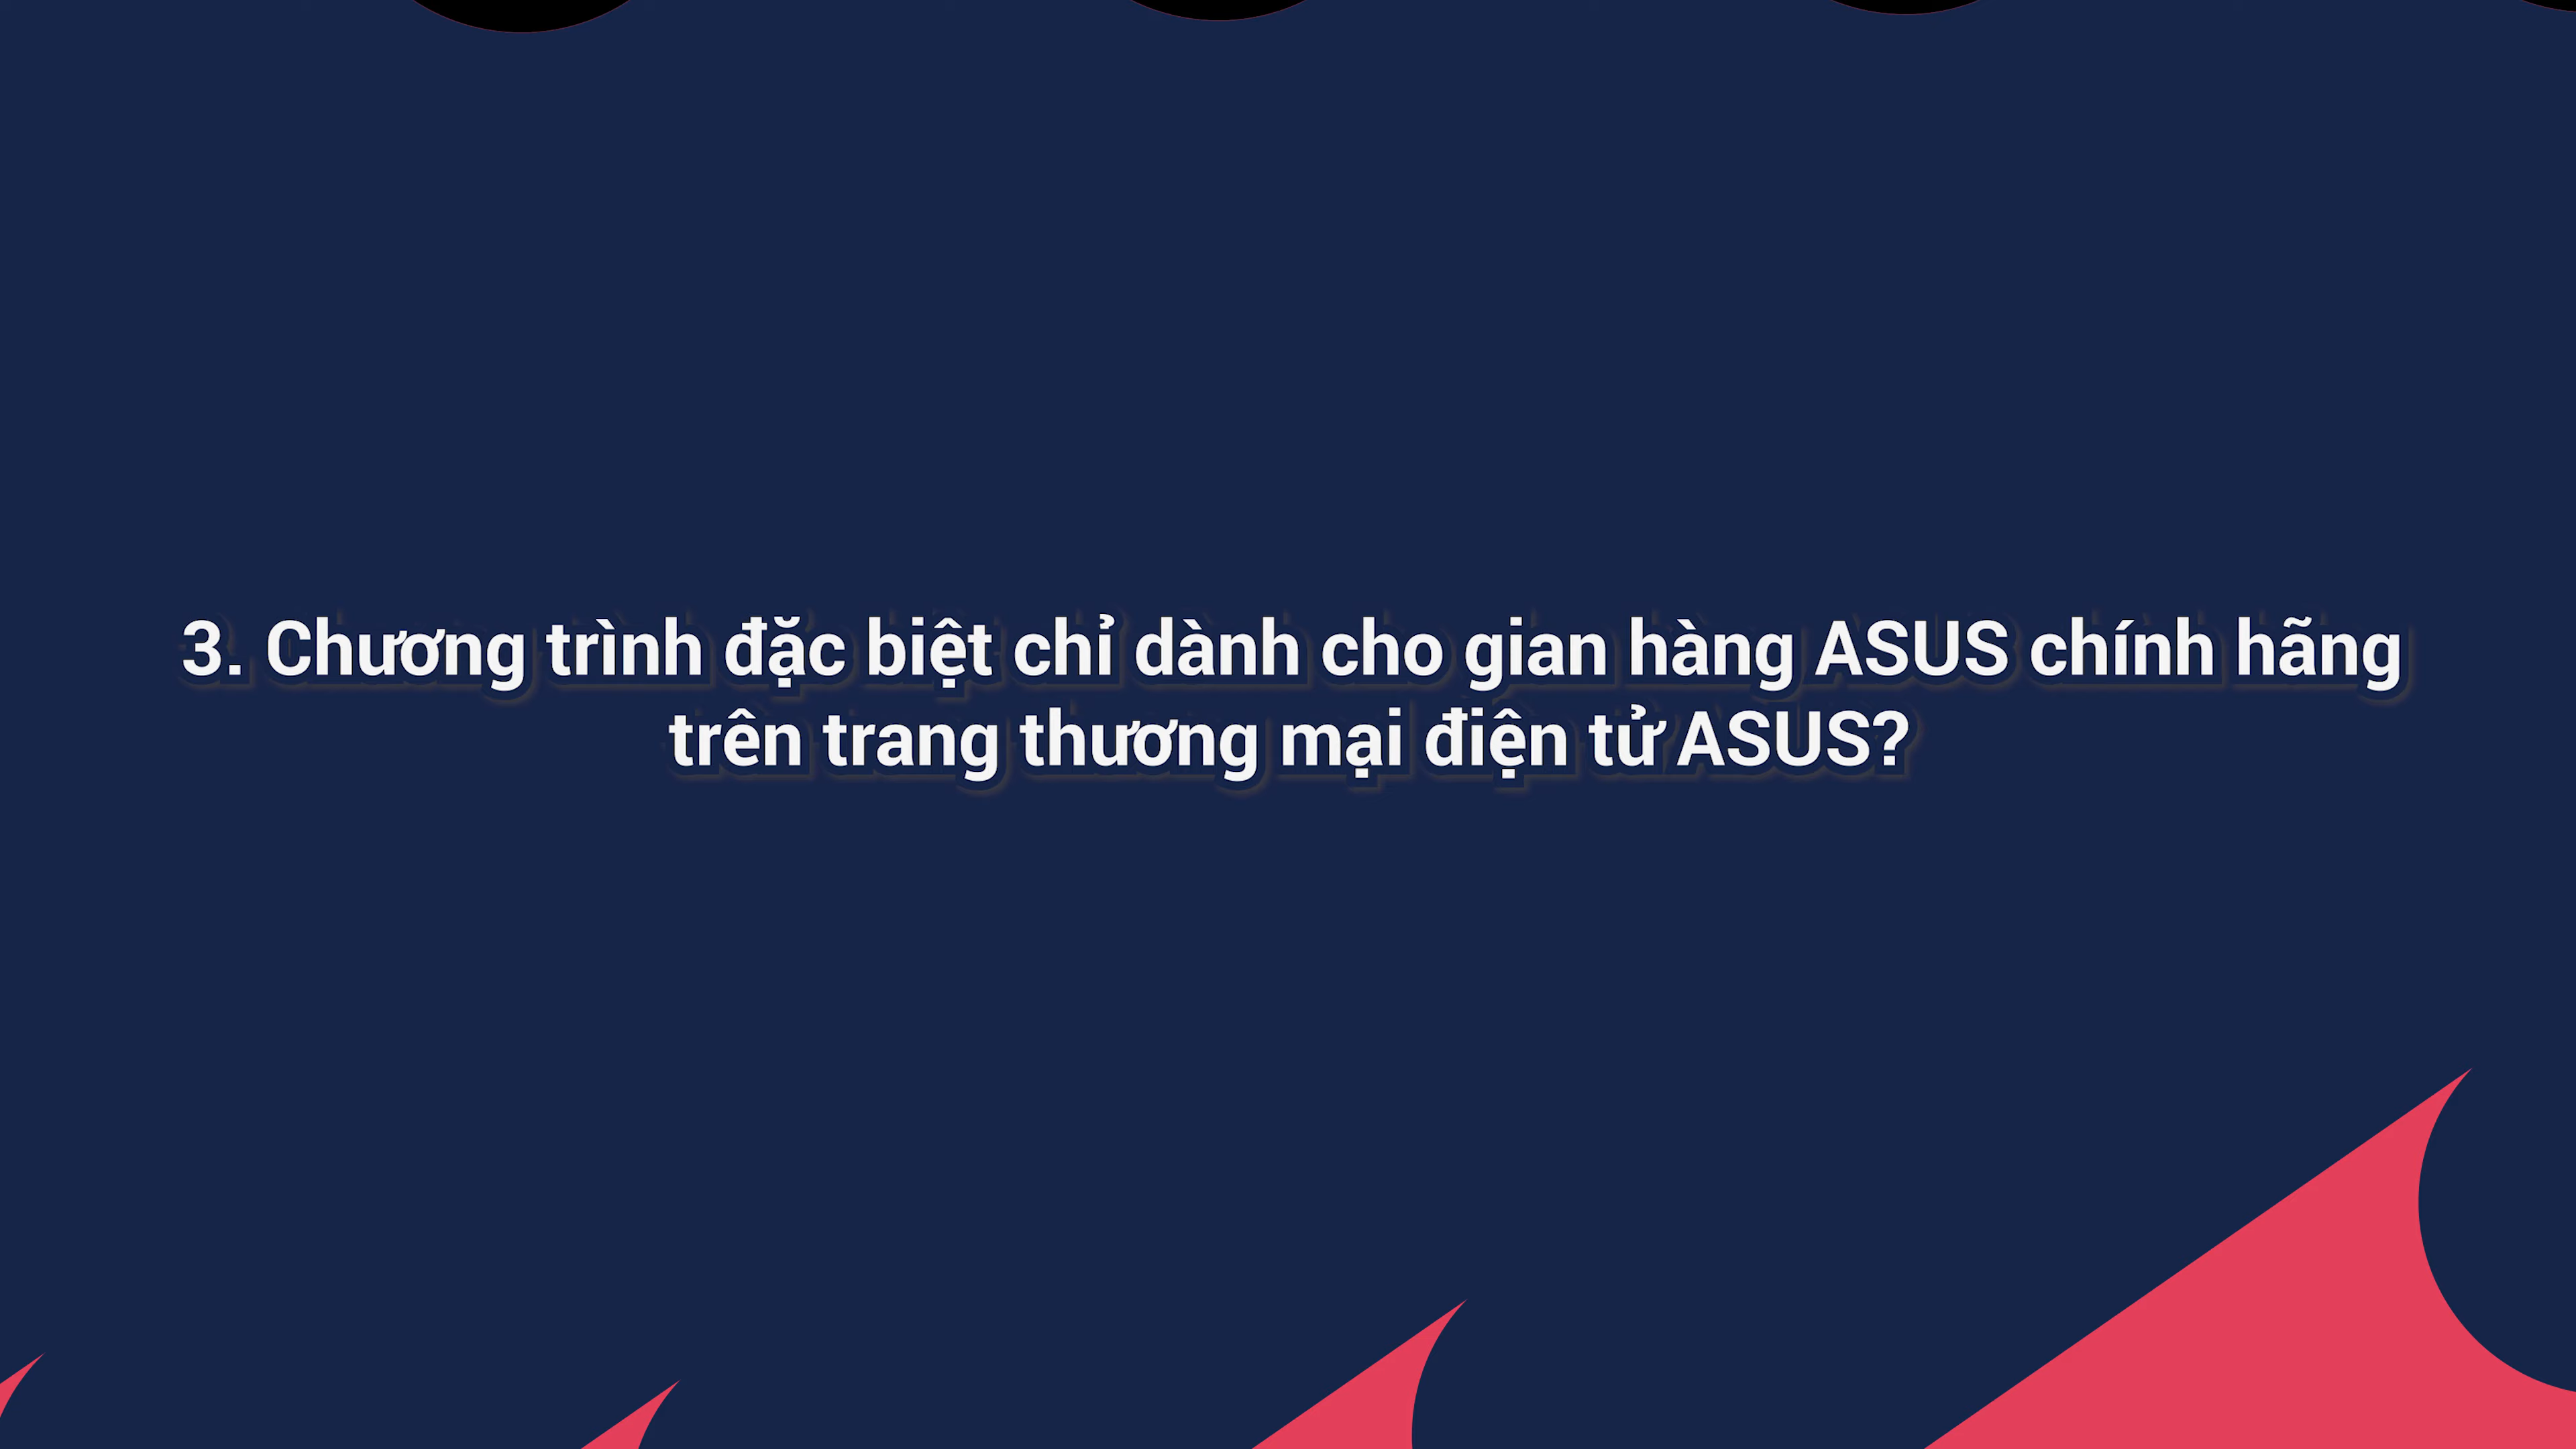 3. Chương trình đặc biệt chỉ dành cho gian hàng ASUS chính hãng
trên trang thương mại điện tử ASUS?